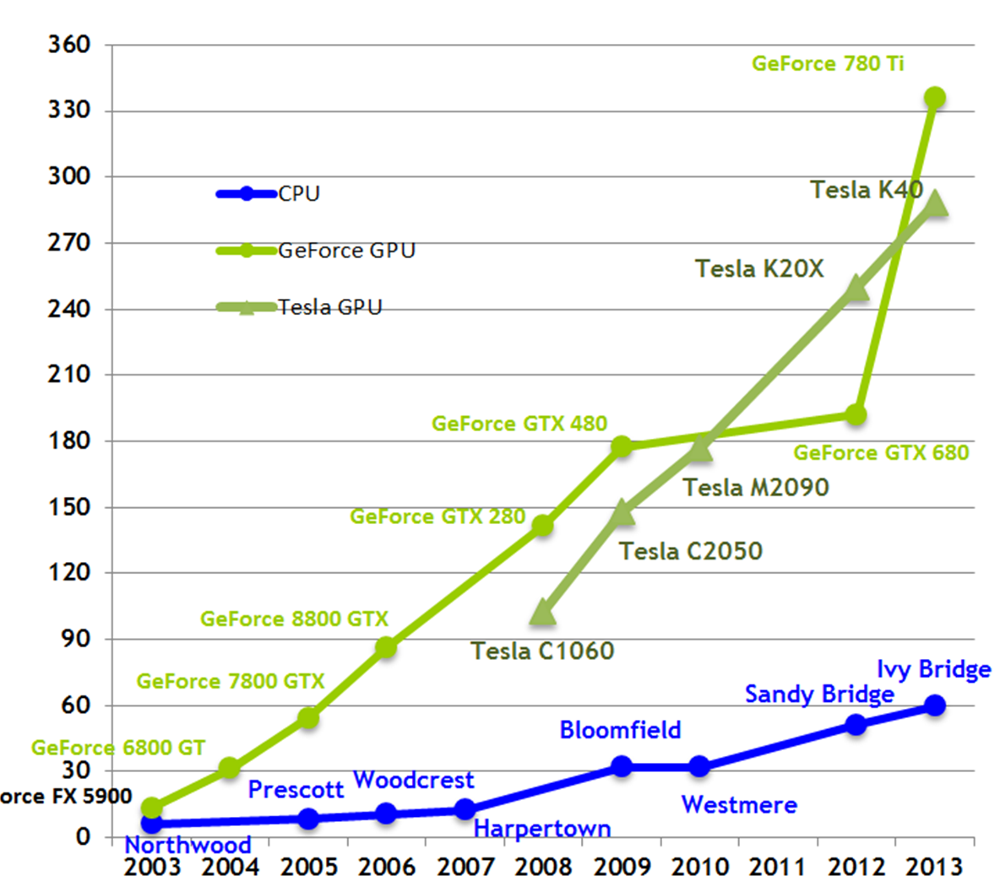 360
GeForce 780 Ti
330
300
CPU
Tesla K40
270
GeForce GPU
Tesla K20X
240
Tesla GPU
210
GeForce GTX 480
180
GeForce GTX 680
Tesla M2090
150
GeForce GTX 280
Tesla C2050
120
GeForce 8800 GTX
90
Tesla C1060
Ivy Bridge
GeForce 7800 GTX
Sandy Bridge
60
Bloomfield
GeForce 6800 GT
30
Woodcrest
Prescott
orce FX 5900
Westmere
Harpertown
0
Northwood
2003 2004 2005 2006 2007 2008 2009 2010 2011 2012 2013